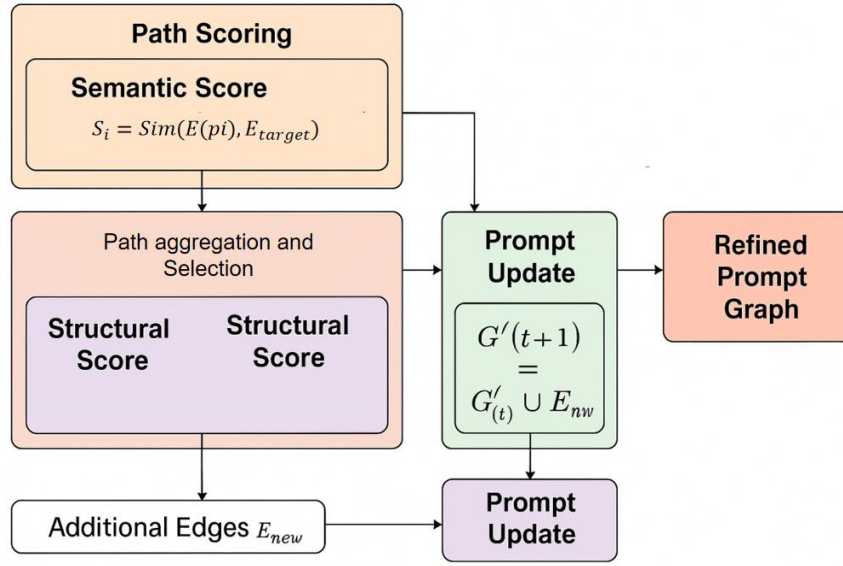 Path Scoring
Semantic Score
S_i = Sim(E(pi), E_target)
Path aggregation and
Selection
Structural
Score
Structural
Score
Additional Edges E_new
Prompt
Update
G′(t+1)
=
G′_(t) ∪ E_nw
Prompt
Update
Refined
Prompt
Graph